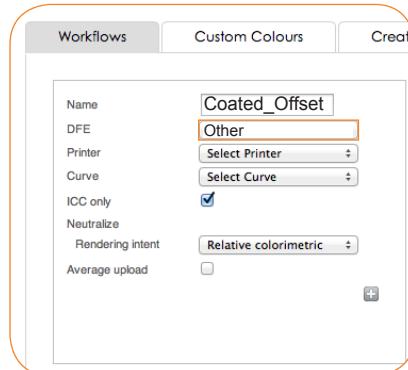 Workflows Custom Colours Creat
Name Coated_Offset
DFE Other
Printer Select Printer
Curve Select Curve
ICC only
Neutralize
Rendering intent Relative colorimetric
Average upload